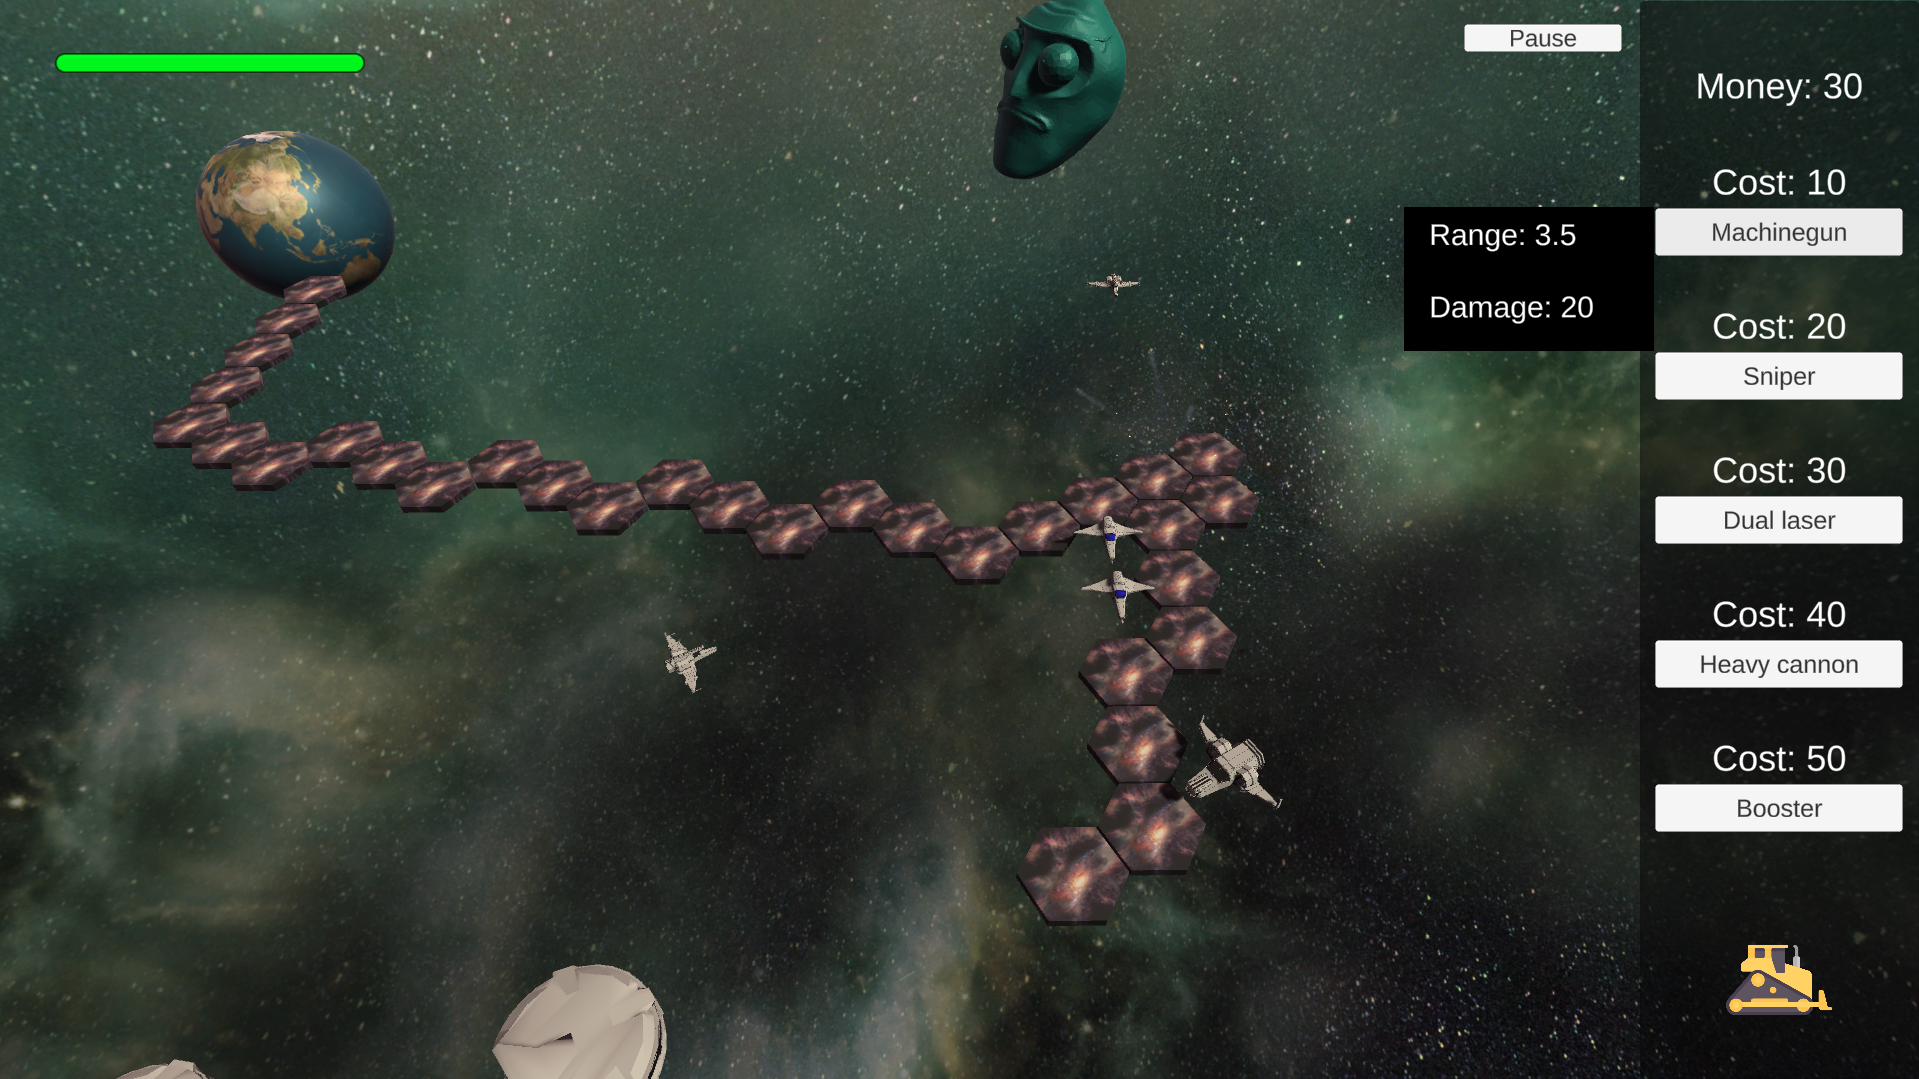 Pause
Money: 30
Cost: 10
Machinegun
Range: 3.5
Damage: 20
Cost: 20
Sniper
Cost: 30
Dual laser
Cost: 40
Heavy cannon
Cost: 50
Booster